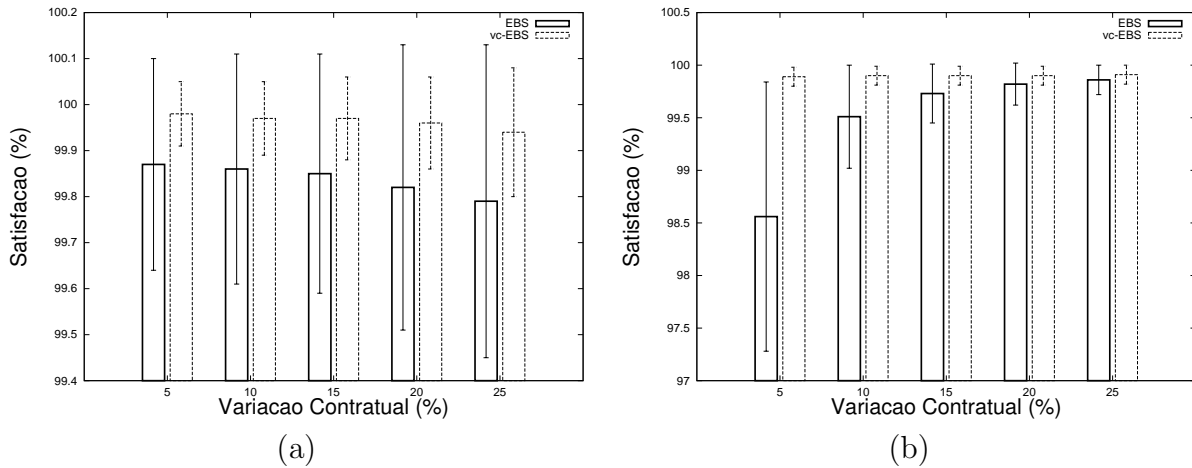 100.2
100.1
100
99.9
99.8
99.7
99.6
99.5
99.4
Satisfacao (%)
EBS
vc-EBS
5
10
15
20
25
Variacao Contratual (%)
(a)
100.5
100
99.5
99
98.5
98
97.5
97
Satisfacao (%)
EBS
vc-EBS
5
10
15
20
25
Variacao Contratual (%)
(b)